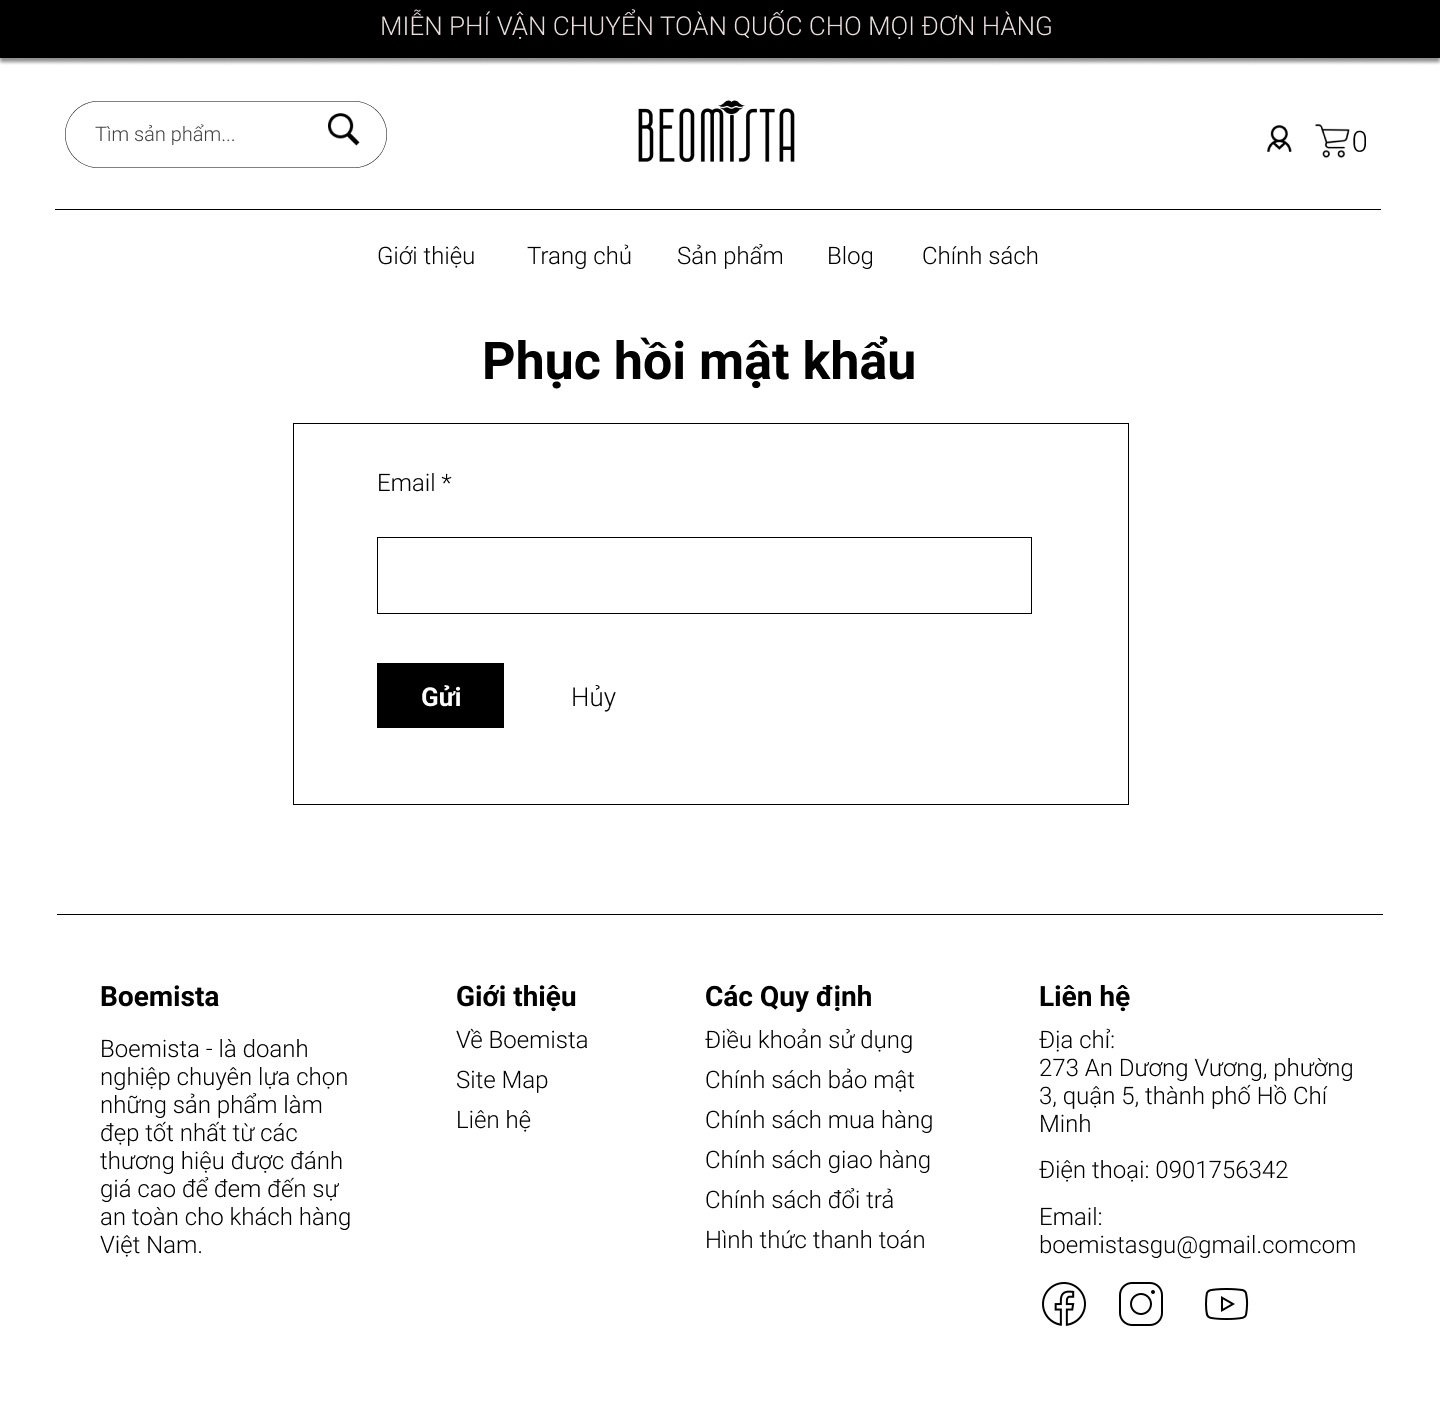 MIỄN PHÍ VẬN CHUYỂN TOÀN QUỐC CHO MỌI ĐƠN HÀNG
Tìm sản phẩm...
BEOMISTA
0
Giới thiệu Trang chủ Sản phẩm Blog Chính sách
Phục hồi mật khẩu
Email *
Gửi Hủy
Boemista
Boemista - là doanh
nghiệp chuyên lựa chọn
những sản phẩm làm
đẹp tốt nhất từ các
thương hiệu được đánh
giá cao để đem đến sự
an toàn cho khách hàng
Việt Nam.
Giới thiệu
Về Boemista
Site Map
Liên hệ
Các Quy định
Điều khoản sử dụng
Chính sách bảo mật
Chính sách mua hàng
Chính sách giao hàng
Chính sách đổi trả
Hình thức thanh toán
Liên hệ
Địa chỉ:
273 An Dương Vương, phường
3, quận 5, thành phố Hồ Chí
Minh
Điện thoại: 0901756342
Email:
boemistasgu@gmail.comcom